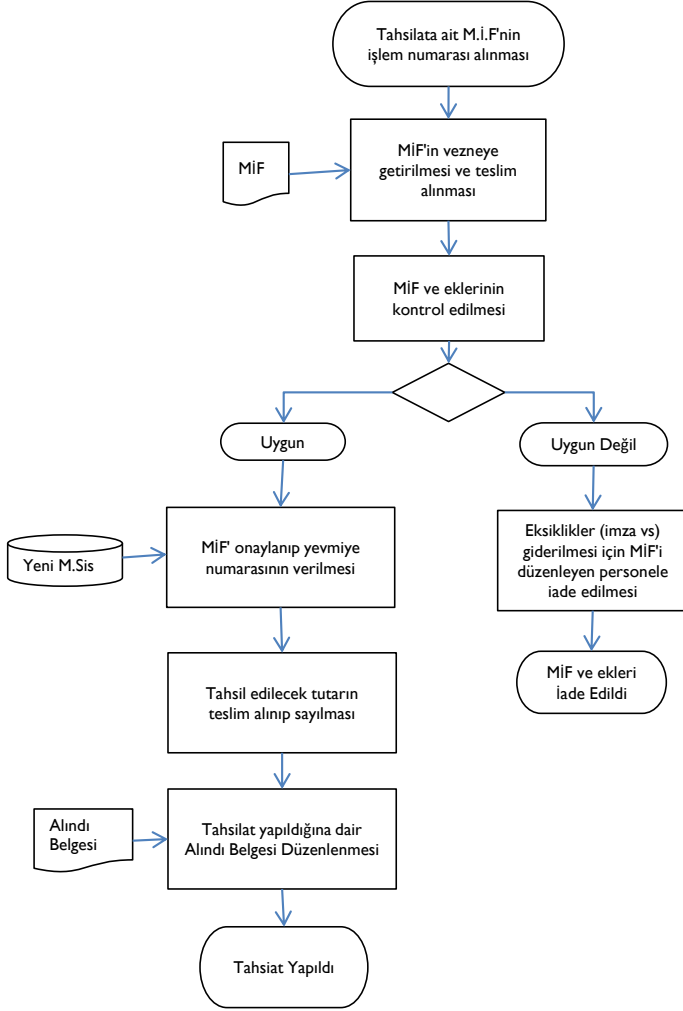 Tahsilata ait M.İ.F'nin
işlem numarası alınması
MİF
MİF'in vezneye
getirilmesi ve teslim
alınması
MİF ve eklerinin
kontrol edilmesi
Uygun
Uygun Değil
Yeni M.Sis
MİF' onaylanıp yevmiye
numarasının verilmesi
Eksiklikler (imza vs)
giderilmesi için MİF'i
düzenleyen personele
iade edilmesi
MİF ve ekleri
İade Edildi
Tahsil edilecek tutarın
teslim alınıp sayılması
Alındı
Belgesi
Tahsilat yapıldığına dair
Alındı Belgesi Düzenlenmesi
Tahsiat Yapıldı